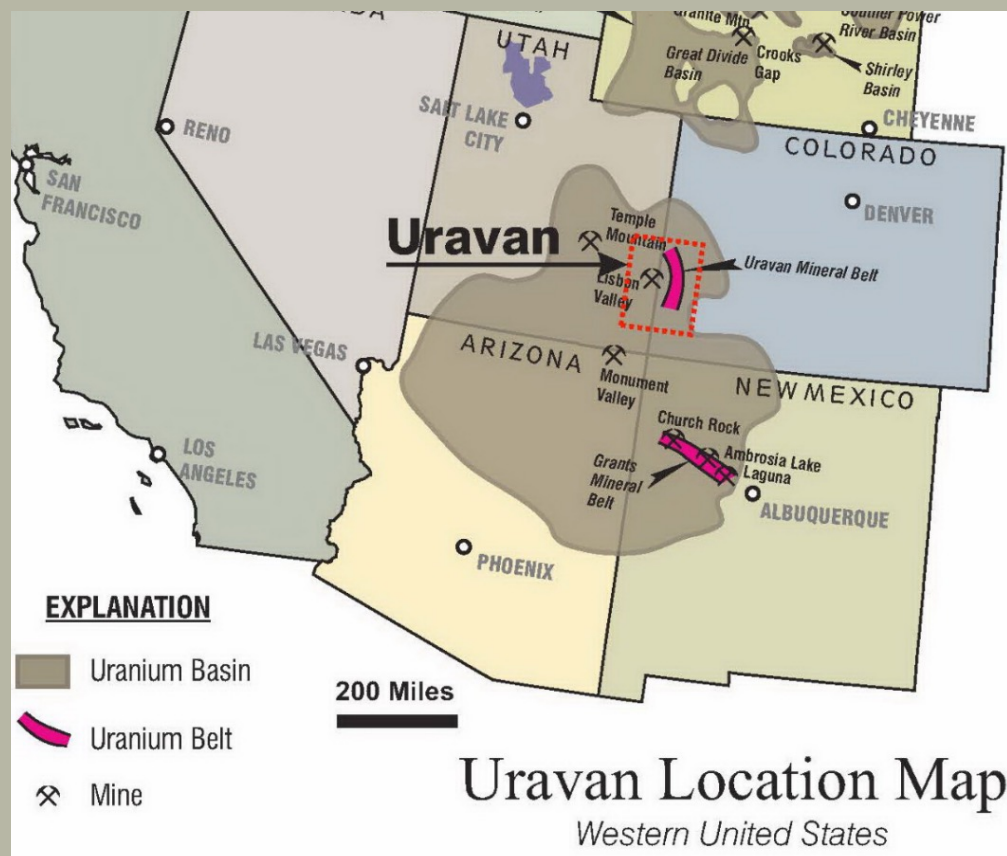 Granite Mtn
River Basin
UTAH
Great Divide
Basin
Crooks
Gap
Shirley
Basin
SALT LAKE
CITY
RENO
CHEYENNE
COLORADO
SAN
FRANCISCO
DENVER
Temple
Mountain
Uravan
Uravan Mineral Belt
Lisbon
Valley
LAS VEGAS
ARIZONA
Monument
Valley
NEW MEXICO
Church Rock
Ambrosia Lake
Laguna
Grants
Mineral
Belt
LOS
ANGELES
ALBUQUERQUE
PHOENIX
EXPLANATION
Uranium Basin
Uranium Belt
Mine
200 Miles
Uravan Location Map
Western United States